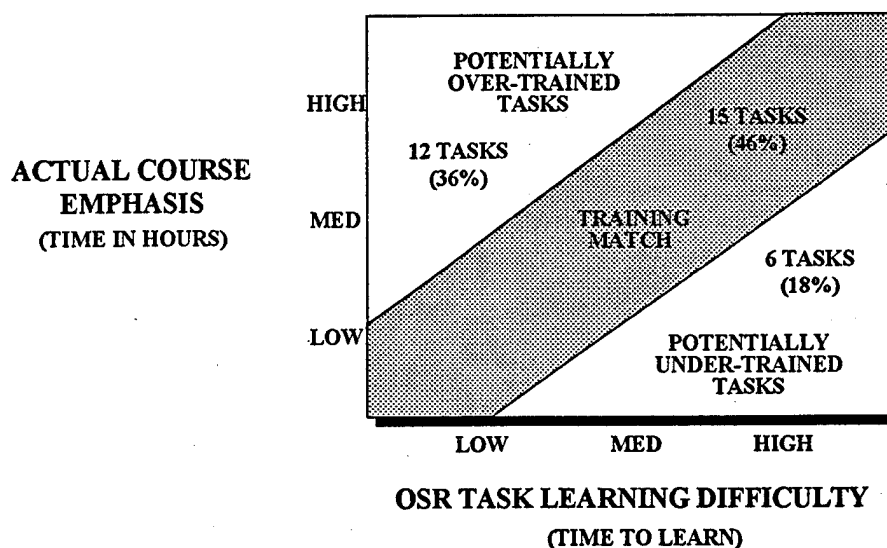 POTENTIALLY
OVER-TRAINED
TASKS
HIGH
15 TASKS
(46%)
12 TASKS
(36%)
ACTUAL COURSE
EMPHASIS
(TIME IN HOURS)
MED
TRAINING
MATCH
6 TASKS
(18%)
LOW
POTENTIALLY
UNDER-TRAINED
TASKS
LOW MED HIGH
OSR TASK LEARNING DIFFICULTY
(TIME TO LEARN)